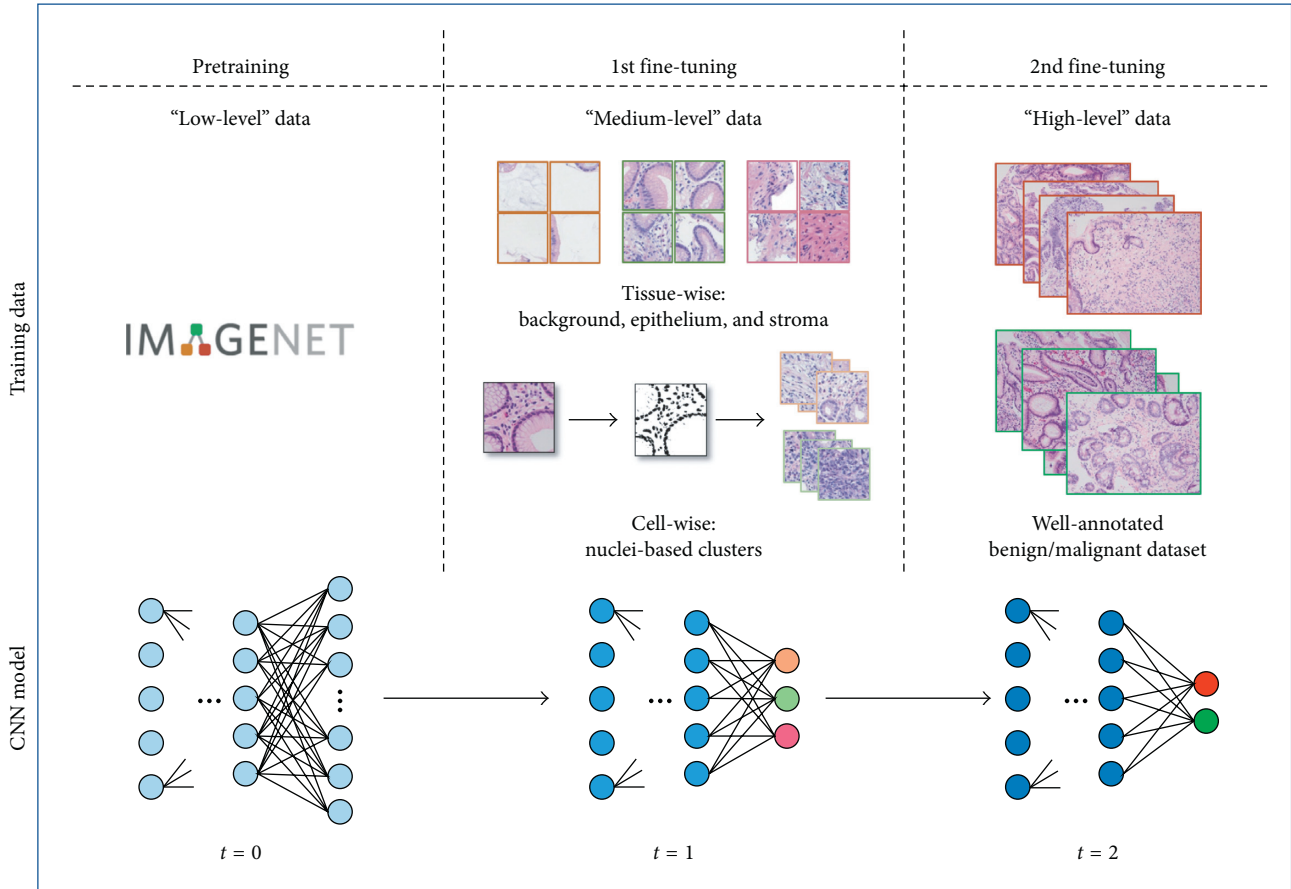 Pretraining
1st fine-tuning
2nd fine-tuning
“Low-level” data
“Medium-level” data
“High-level” data
Training data
IMAGENET
Tissue-wise:
background, epithelium, and stroma
Cell-wise:
nuclei-based clusters
Well-annotated
benign/malignant dataset
CNN model
...
...
...
...
t = 0
t = 1
t = 2